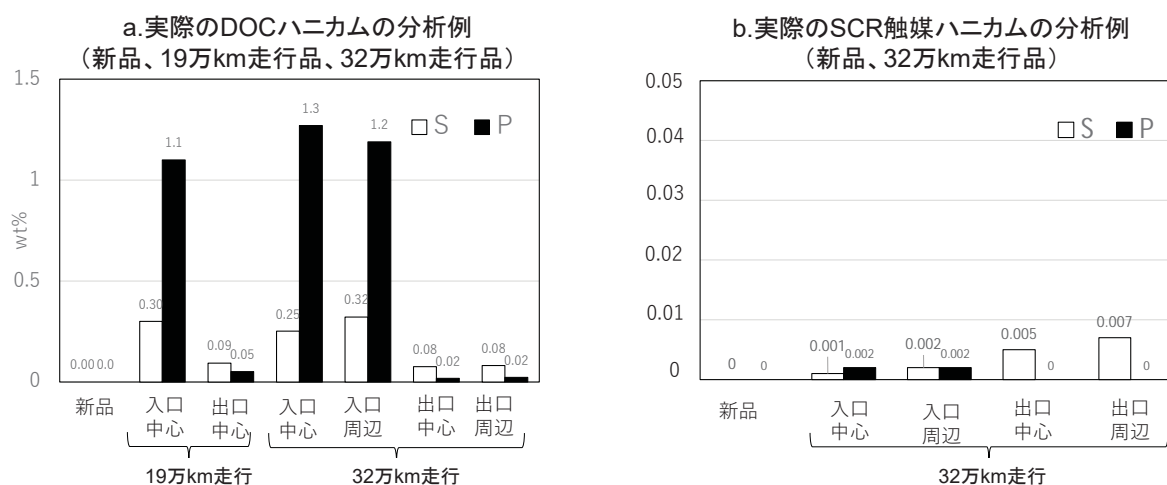 a.実際のDOCハニカムの分析例
（新品、19万km走行品、32万km走行品）
1.5
1
0.5
0
wt%
S P
0.00 0.0
0.30
1.1
0.09
0.05
0.25
1.3
0.32
1.2
0.08
0.02
0.08
0.02
新品
入口
中心
出口
中心
入口
中心
入口
周辺
出口
中心
出口
周辺
19万km走行
32万km走行
b.実際のSCR触媒ハニカムの分析例
（新品、32万km走行品）
0.05
0.04
0.03
0.02
0.01
0
S P
0 0
0.001
0.002
0.002
0.002
0.005
0
0.007
0
新品
入口
中心
入口
周辺
出口
中心
出口
周辺
32万km走行